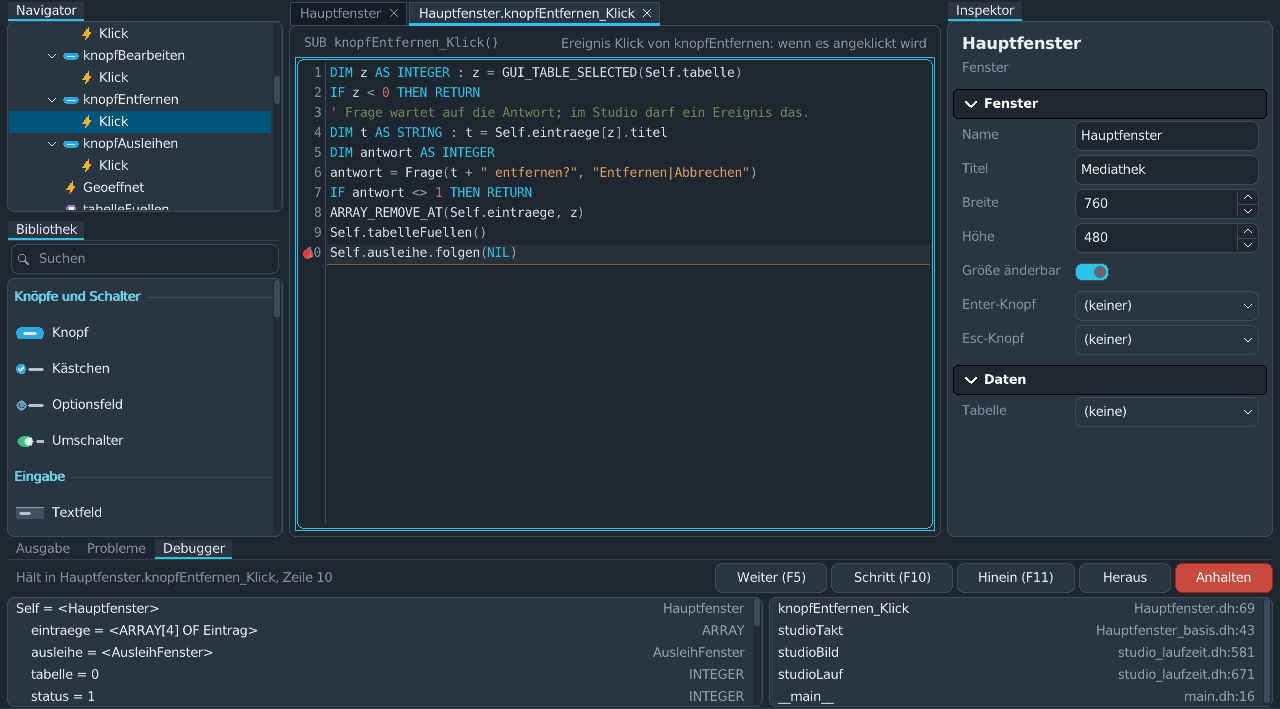 Navigator
Klick
knopfBearbeiten
Klick
knopfEntfernen
Klick
knopfAusleihen
Klick
Geoeffnet
tabelleFuellen
Bibliothek
Suchen
Knöpfe und Schalter
Knopf
Kästchen
Optionsfeld
Umschalter
Eingabe
Textfeld
Hauptfenster
Hauptfenster.knopfEntfernen_Klick
SUB knopfEntfernen_Klick() Ereignis Klick von knopfEntfernen: wenn es angeklickt wird
1 DIM z AS INTEGER : z = GUI_TABLE_SELECTED(Self.tabelle)
2 IF z < 0 THEN RETURN
3 ' Frage wartet auf die Antwort; im Studio darf ein Ereignis das.
4 DIM t AS STRING : t = Self.eintraege[z].titel
5 DIM antwort AS INTEGER
6 antwort = Frage(t + " entfernen?", "Entfernen|Abbrechen")
7 IF antwort <> 1 THEN RETURN
8 ARRAY_REMOVE_AT(Self.eintraege, z)
9 Self.tabelleFuellen()
10 Self.ausleihe.folgen(NIL)
Inspektor
Hauptfenster
Fenster
Fenster
Name Hauptfenster
Titel Mediathek
Breite 760
Höhe 480
Größe änderbar
Enter-Knopf (keiner)
Esc-Knopf (keiner)
Daten
Tabelle (keine)
Ausgabe Probleme Debugger
Hält in Hauptfenster.knopfEntfernen_Klick, Zeile 10
Weiter (F5) Schritt (F10) Hinein (F11) Heraus Anhalten
Self = <Hauptfenster> Hauptfenster
eintraege = <ARRAY[4] OF Eintrag> ARRAY
ausleihe = <AusleihFenster> AusleihFenster
tabelle = 0 INTEGER
status = 1 INTEGER
knopfEntfernen_Klick Hauptfenster.dh:69
studioTakt Hauptfenster_basis.dh:43
studioBild studio_laufzeit.dh:581
studioLauf studio_laufzeit.dh:671
__main__ main.dh:16